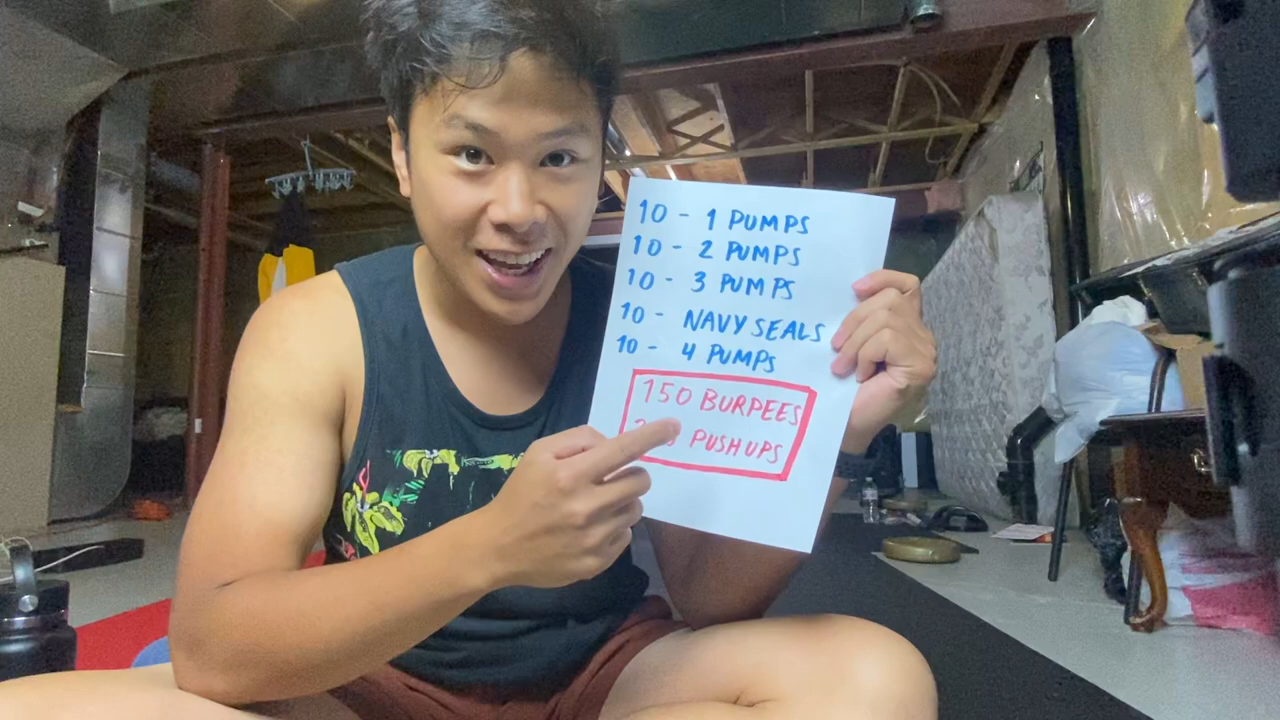 10 - 1 PUMPS
10 - 2 PUMPS
10 - 3 PUMPS
10 - NAVY SEALS
10 - 4 PUMPS
150 BURPEES
PUSHUPS